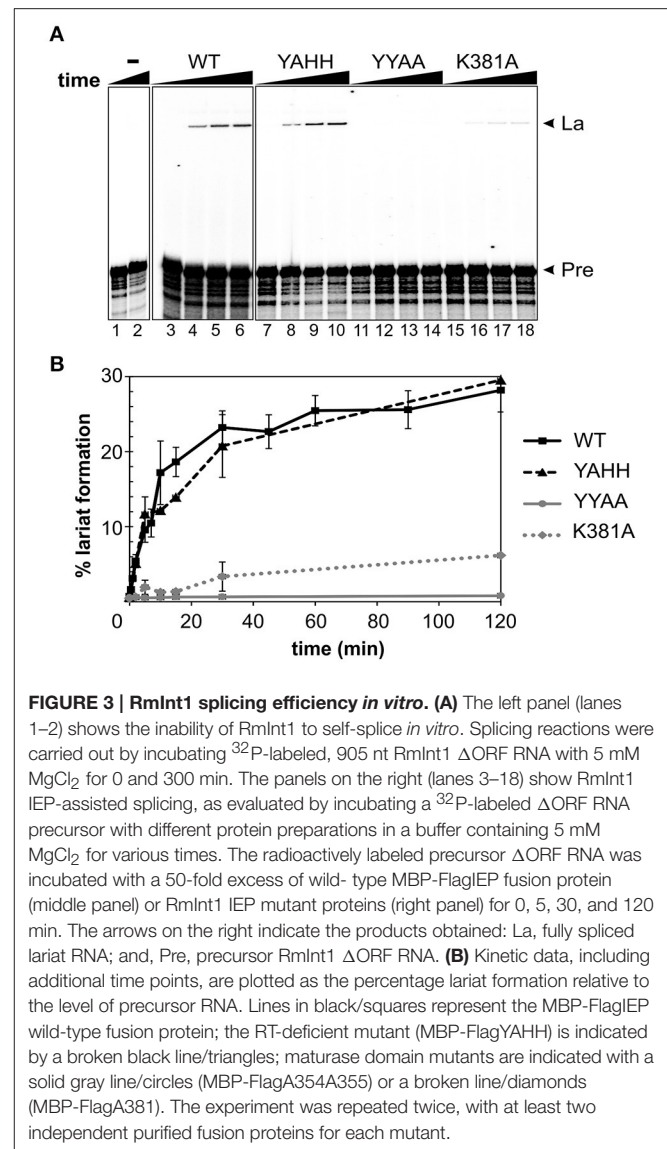 A
- WT YAHH YYAA K381A
time
La
Pre
1 2 3 4 5 6 7 8 9 10 11 12 13 14 15 16 17 18
B
30
20
10
% lariat formation
0 20 40 60 80 100 120
time (min)
WT
YAHH
YYAA
K381A
FIGURE 3 | RmInt1 splicing efficiency in vitro. (A) The left panel (lanes
1–2) shows the inability of RmInt1 to self-splice in vitro. Splicing reactions were
carried out by incubating ³²P-labeled, 905 nt RmInt1 ΔORF RNA with 5 mM
MgCl₂ for 0 and 300 min. The panels on the right (lanes 3–18) show RmInt1
IEP-assisted splicing, as evaluated by incubating a ³²P-labeled ΔORF RNA
precursor with different protein preparations in a buffer containing 5 mM
MgCl₂ for various times. The radioactively labeled precursor ΔORF RNA was
incubated with a 50-fold excess of wild- type MBP-FlagIEP fusion protein
(middle panel) or RmInt1 IEP mutant proteins (right panel) for 0, 5, 30, and 120
min. The arrows on the right indicate the products obtained: La, fully spliced
lariat RNA; and, Pre, precursor RmInt1 ΔORF RNA. (B) Kinetic data, including
additional time points, are plotted as the percentage lariat formation relative to
the level of precursor RNA. Lines in black/squares represent the MBP-FlagIEP
wild-type fusion protein; the RT-deficient mutant (MBP-FlagYAHH) is indicated
by a broken black line/triangles; maturase domain mutants are indicated with a
solid gray line/circles (MBP-FlagA354A355) or a broken line/diamonds
(MBP-FlagA381). The experiment was repeated twice, with at least two
independent purified fusion proteins for each mutant.